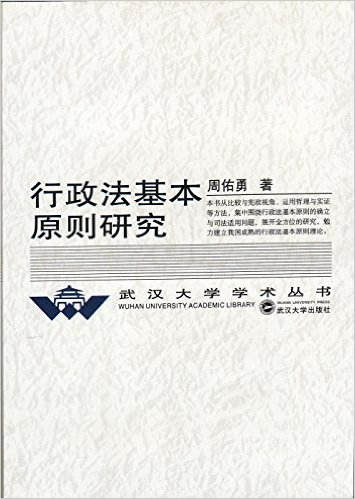 行政法基本
原则研究
周佑勇 著
本书从比较与宪政视角、运用哲理与实证
等方法，集中围绕行政法基本原则的确立
与司法适用问题，展开全方位的研究，勉
力建立我国成熟的行政法基本原则理论。
武汉大学学术丛书
WUHAN UNIVERSITY ACADEMIC LIBRARY
WUHAN UNIVERSITY PRESS
武汉大学出版社